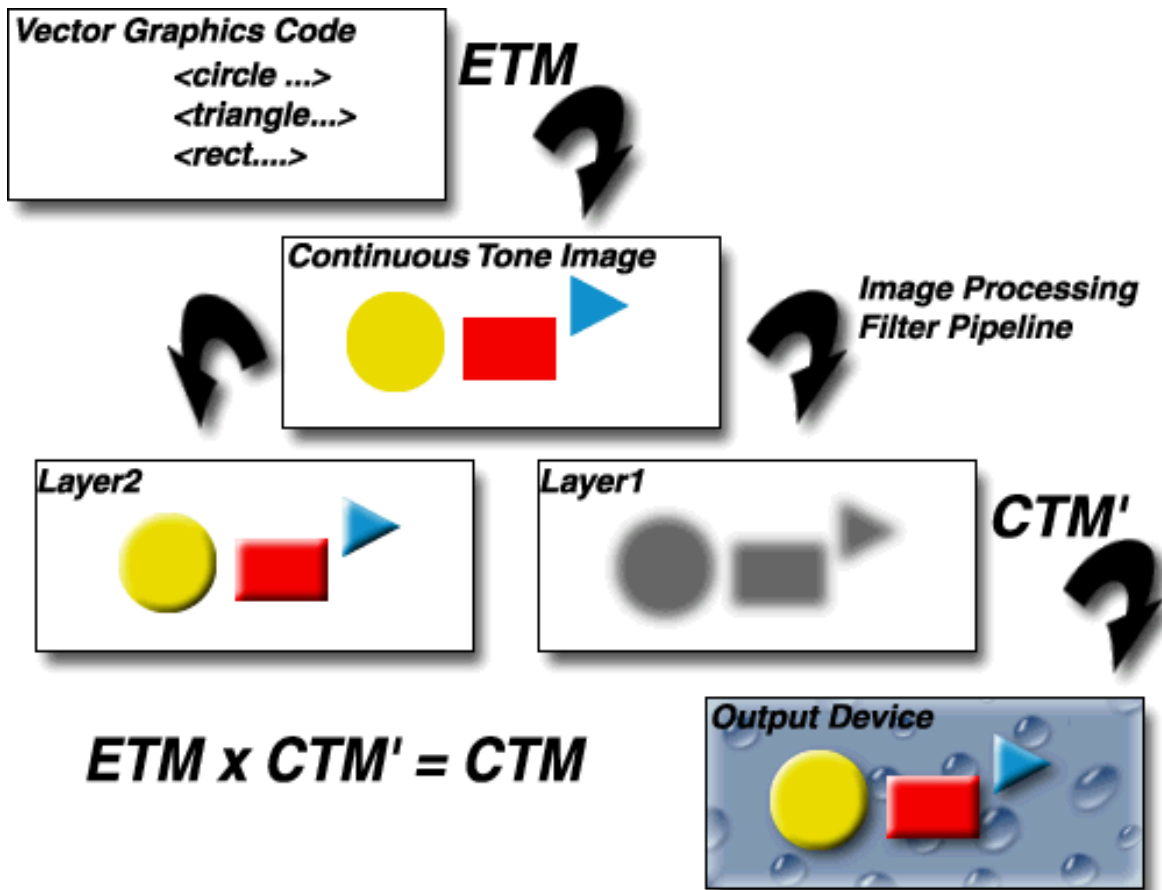 Vector Graphics Code
<circle ...>
<triangle...>
<rect....>
ETM
Continuous Tone Image
Image Processing
Filter Pipeline
Layer2
Layer1
CTM'
ETM x CTM' = CTM
Output Device